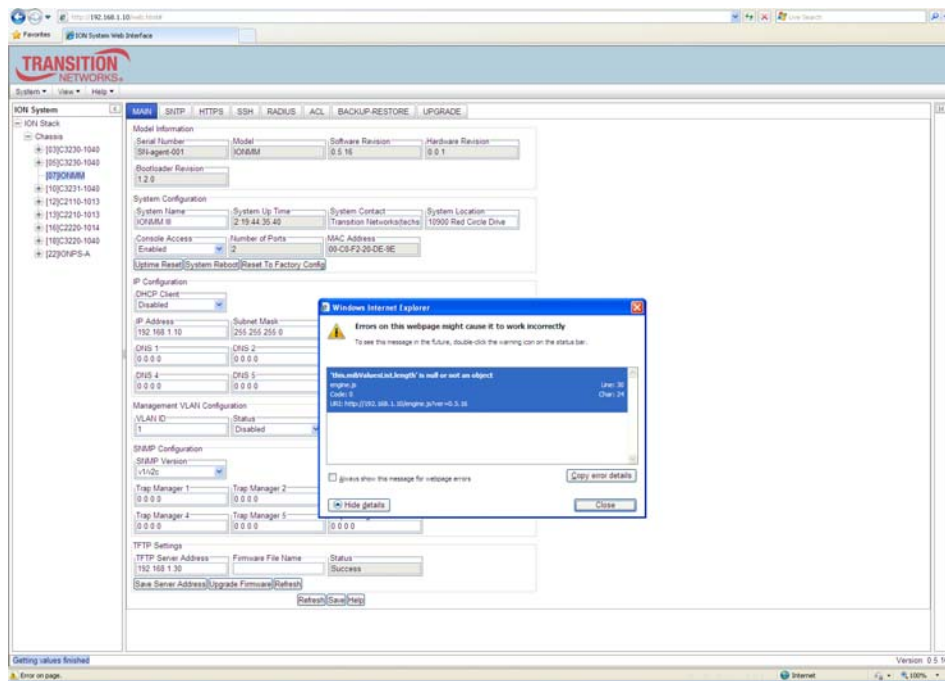 http://192.168.1.10/web.html#
Live Search
Favorites
ION System Web Interface
TRANSITION
NETWORKS
System
View
Help
ION System
MAIN
SNTP
HTTPS
SSH
RADIUS
ACL
BACKUP-RESTORE
UPGRADE
ION Stack
Chassis
[03]C3230-1040
[05]C3230-1040
[07]IONMM
[10]C3231-1040
[12]C2110-1013
[13]C2210-1013
[16]C2220-1014
[18]C3220-1040
[22]IONPS-A
Model Information
Serial Number
Model
Software Revision
Hardware Revision
SN-agent-001
IONMM
0.5.16
0.0.1
Bootloader Revision
1.2.0
System Configuration
System Name
System Up Time
System Contact
System Location
IONMM III
2:19:44:35.40
Transition Networks(techs
10900 Red Circle Drive
Console Access
Number of Ports
MAC Address
Enabled
2
00-C0-F2-20-DE-9E
Uptime Reset
System Reboot
Reset To Factory Config
IP Configuration
DHCP Client
Disabled
IP Address
Subnet Mask
192.168.1.10
255.255.255.0
DNS 1
DNS 2
0.0.0.0
0.0.0.0
DNS 4
DNS 5
0.0.0.0
0.0.0.0
Management VLAN Configuration
VLAN ID
Status
1
Disabled
SNMP Configuration
SNMP Version
v1/v2c
Trap Manager 1
Trap Manager 2
0.0.0.0
0.0.0.0
Trap Manager 4
Trap Manager 5
0.0.0.0
0.0.0.0
0.0.0.0
TFTP Settings
TFTP Server Address
Firmware File Name
Status
192.168.1.30
Success
Save Server Address
Upgrade Firmware
Refresh
Refresh
Save
Help
Windows Internet Explorer
Errors on this webpage might cause it to work incorrectly
To see this message in the future, double-click the warning icon on the status bar.
'this.mibValuesList.length' is null or not an object
engine.js
Line: 30
Code: 0
Char: 24
URI: http://192.168.1.10/engine.js?ver=0.5.16
Always show this message for webpage errors
Copy error details
Hide details
Close
Getting values finished
Version 0.5.1
Error on page.
Internet
100%